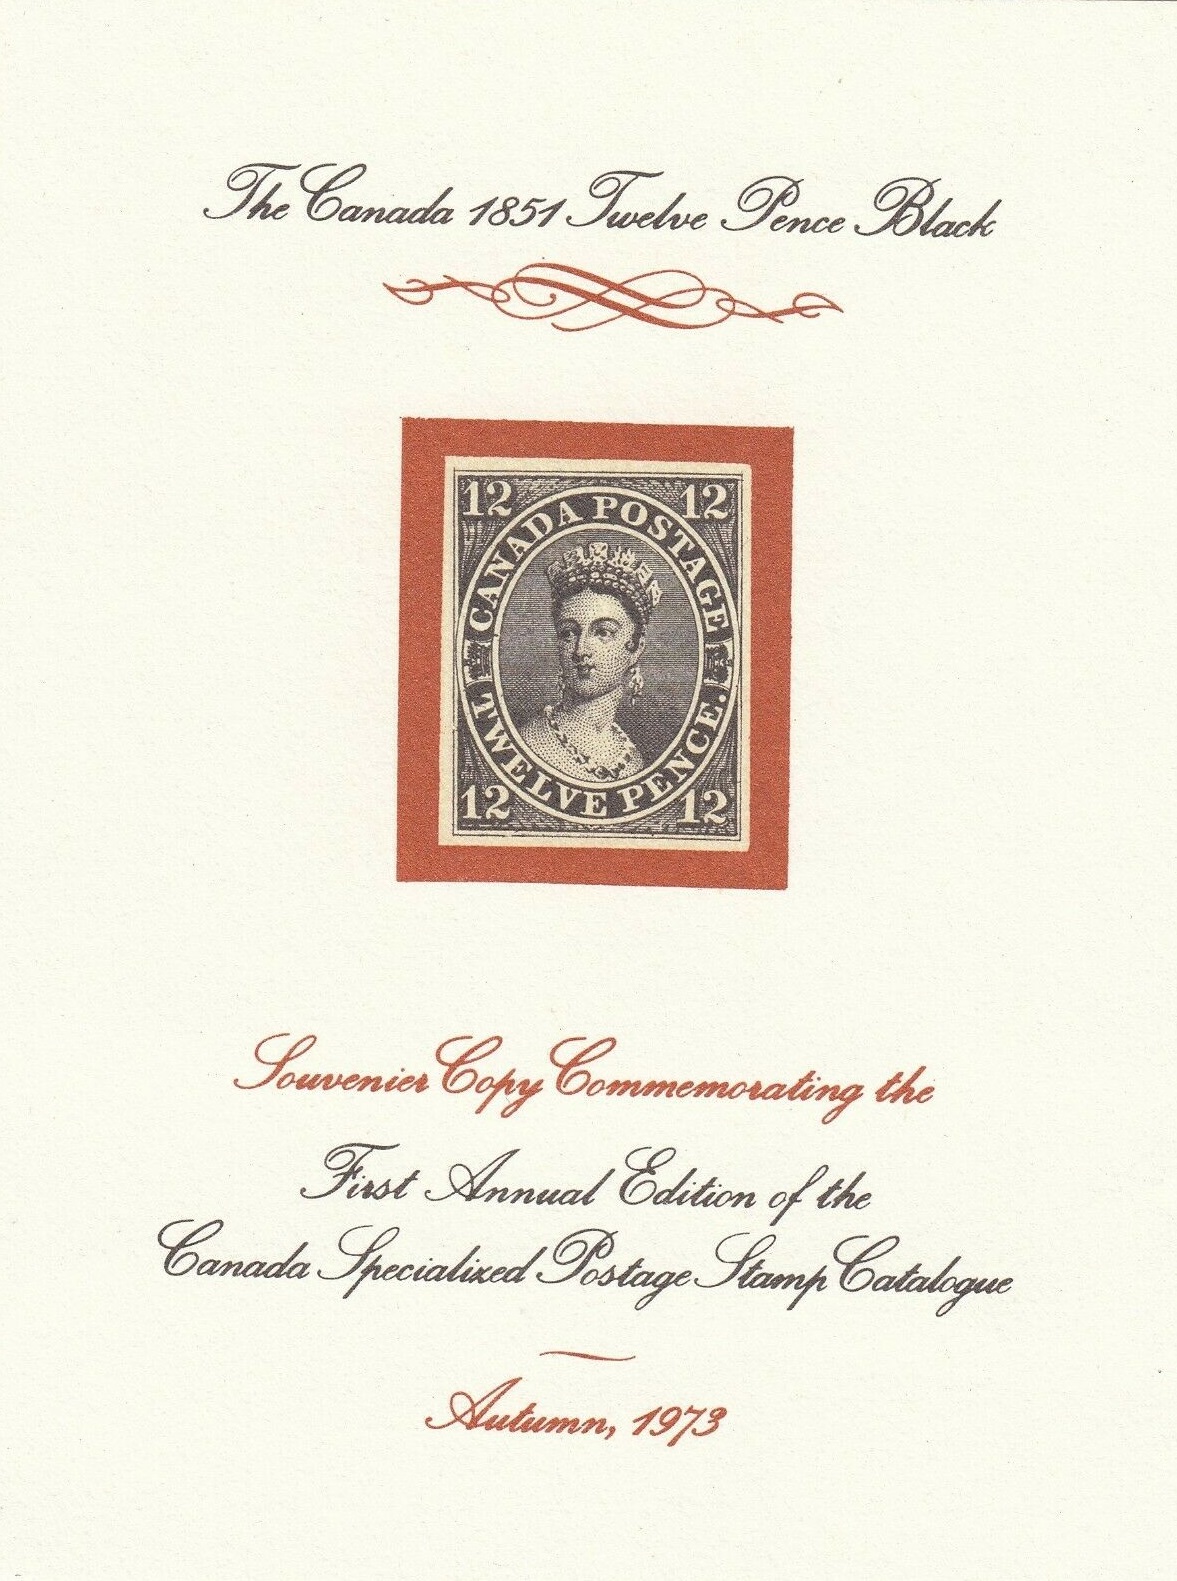 The Canada 1851 Twelve Pence Black
12 12
CANADA POSTAGE
TWELVE PENCE.
12 12
Souvenier Copy Commemorating the
First Annual Edition of the
Canada Specialized Postage Stamp Catalogue
Autumn, 1973